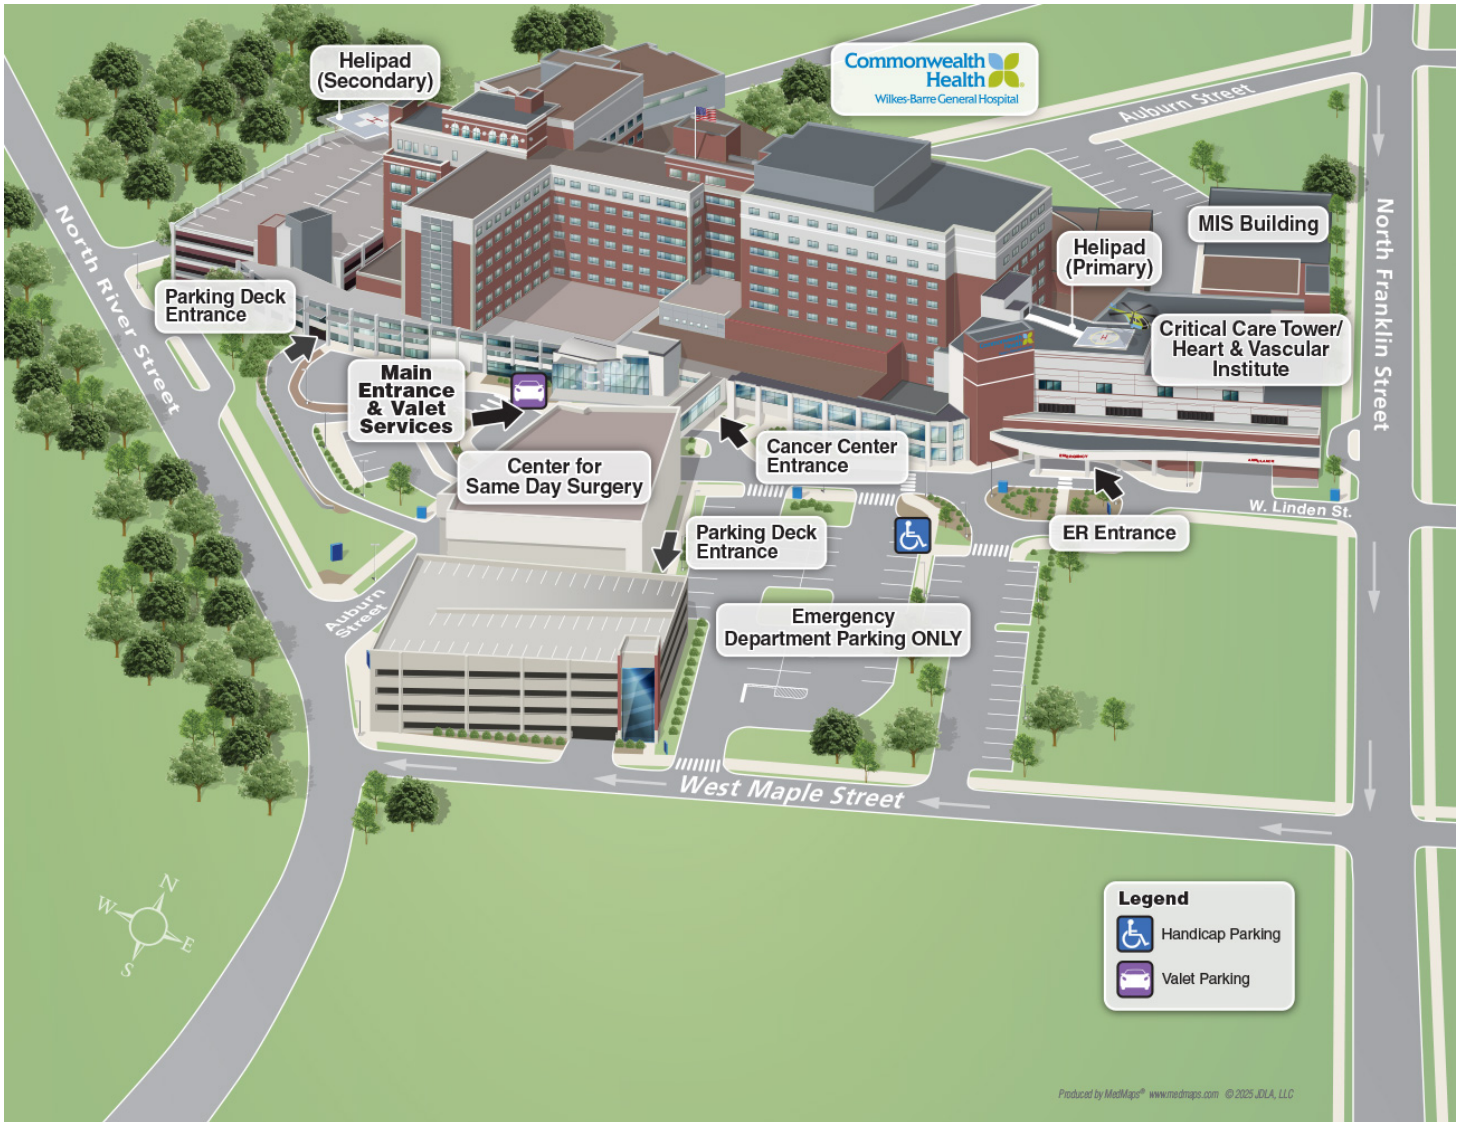 Helipad
(Secondary)
Commonwealth
Health
Wilkes-Barre General Hospital
Auburn Street
North River Street
North Franklin Street
MIS Building
Helipad
(Primary)
Parking Deck
Entrance
Critical Care Tower/
Heart & Vascular
Institute
Main
Entrance
& Valet
Services
Cancer Center
Entrance
Center for
Same Day Surgery
EMERGENCY
AMBULANCE
W. Linden St.
Parking Deck
Entrance
ER Entrance
Auburn
Street
Emergency
Department Parking ONLY
West Maple Street
N
W
E
S
Legend
Handicap Parking
Valet Parking
Produced by MedMaps® www.medmaps.com © 2025 JDLA, LLC